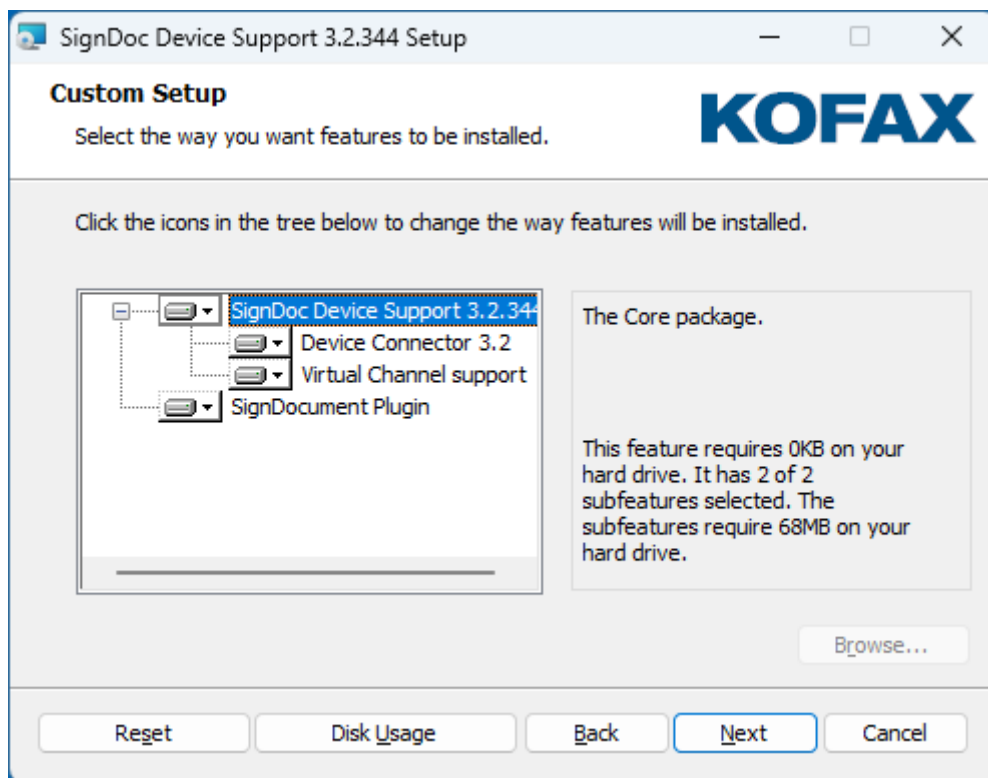 SignDoc Device Support 3.2.344 Setup
Custom Setup
KOFAX
Select the way you want features to be installed.
Click the icons in the tree below to change the way features will be installed.
SignDoc Device Support 3.2.344
Device Connector 3.2
Virtual Channel support
SignDocument Plugin
The Core package.
This feature requires 0KB on your
hard drive. It has 2 of 2
subfeatures selected. The
subfeatures require 68MB on your
hard drive.
Browse...
Reset
Disk Usage
Back
Next
Cancel